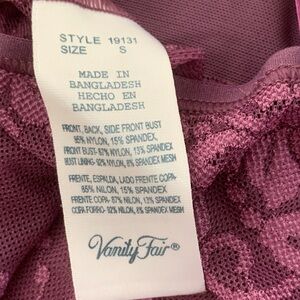 STYLE 19131
SIZE S
MADE IN
BANGLADESH
HECHO EN
BANGLADESH
FRONT, BACK, SIDE FRONT BUST
85% NYLON, 15% SPANDEX
FRONT BUST- 87% NYLON, 13% SPANDEX
BUST LINING- 92% NYLON, 8% SPANDEX MESH
FRENTE, ESPALDA, LADO FRENTE COPA-
85% NILON, 15% SPANDEX
FRENTE COPA- 87% NILON, 13% SPANDEX
COPA FORRO- 92% NILON, 8% SPANDEX MESH
Vanity Fair®